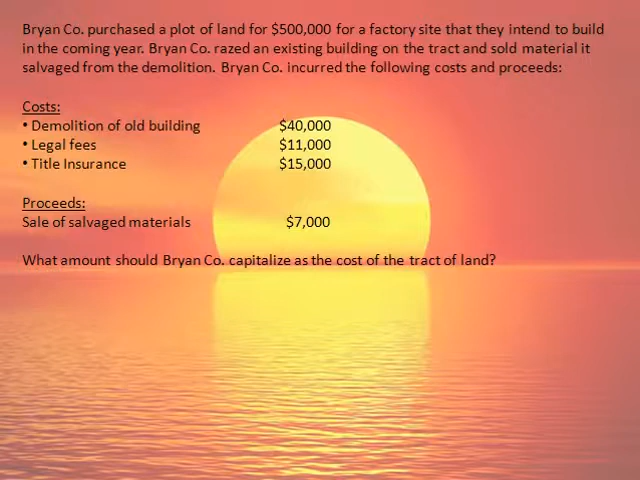 Bryan Co. purchased a plot of land for $500,000 for a factory site that they intend to build
in the coming year. Bryan Co. razed an existing building on the tract and sold material it
salvaged from the demolition. Bryan Co. incurred the following costs and proceeds:
Costs:
• Demolition of old building $40,000
• Legal fees $11,000
• Title Insurance $15,000
Proceeds:
Sale of salvaged materials $7,000
What amount should Bryan Co. capitalize as the cost of the tract of land?